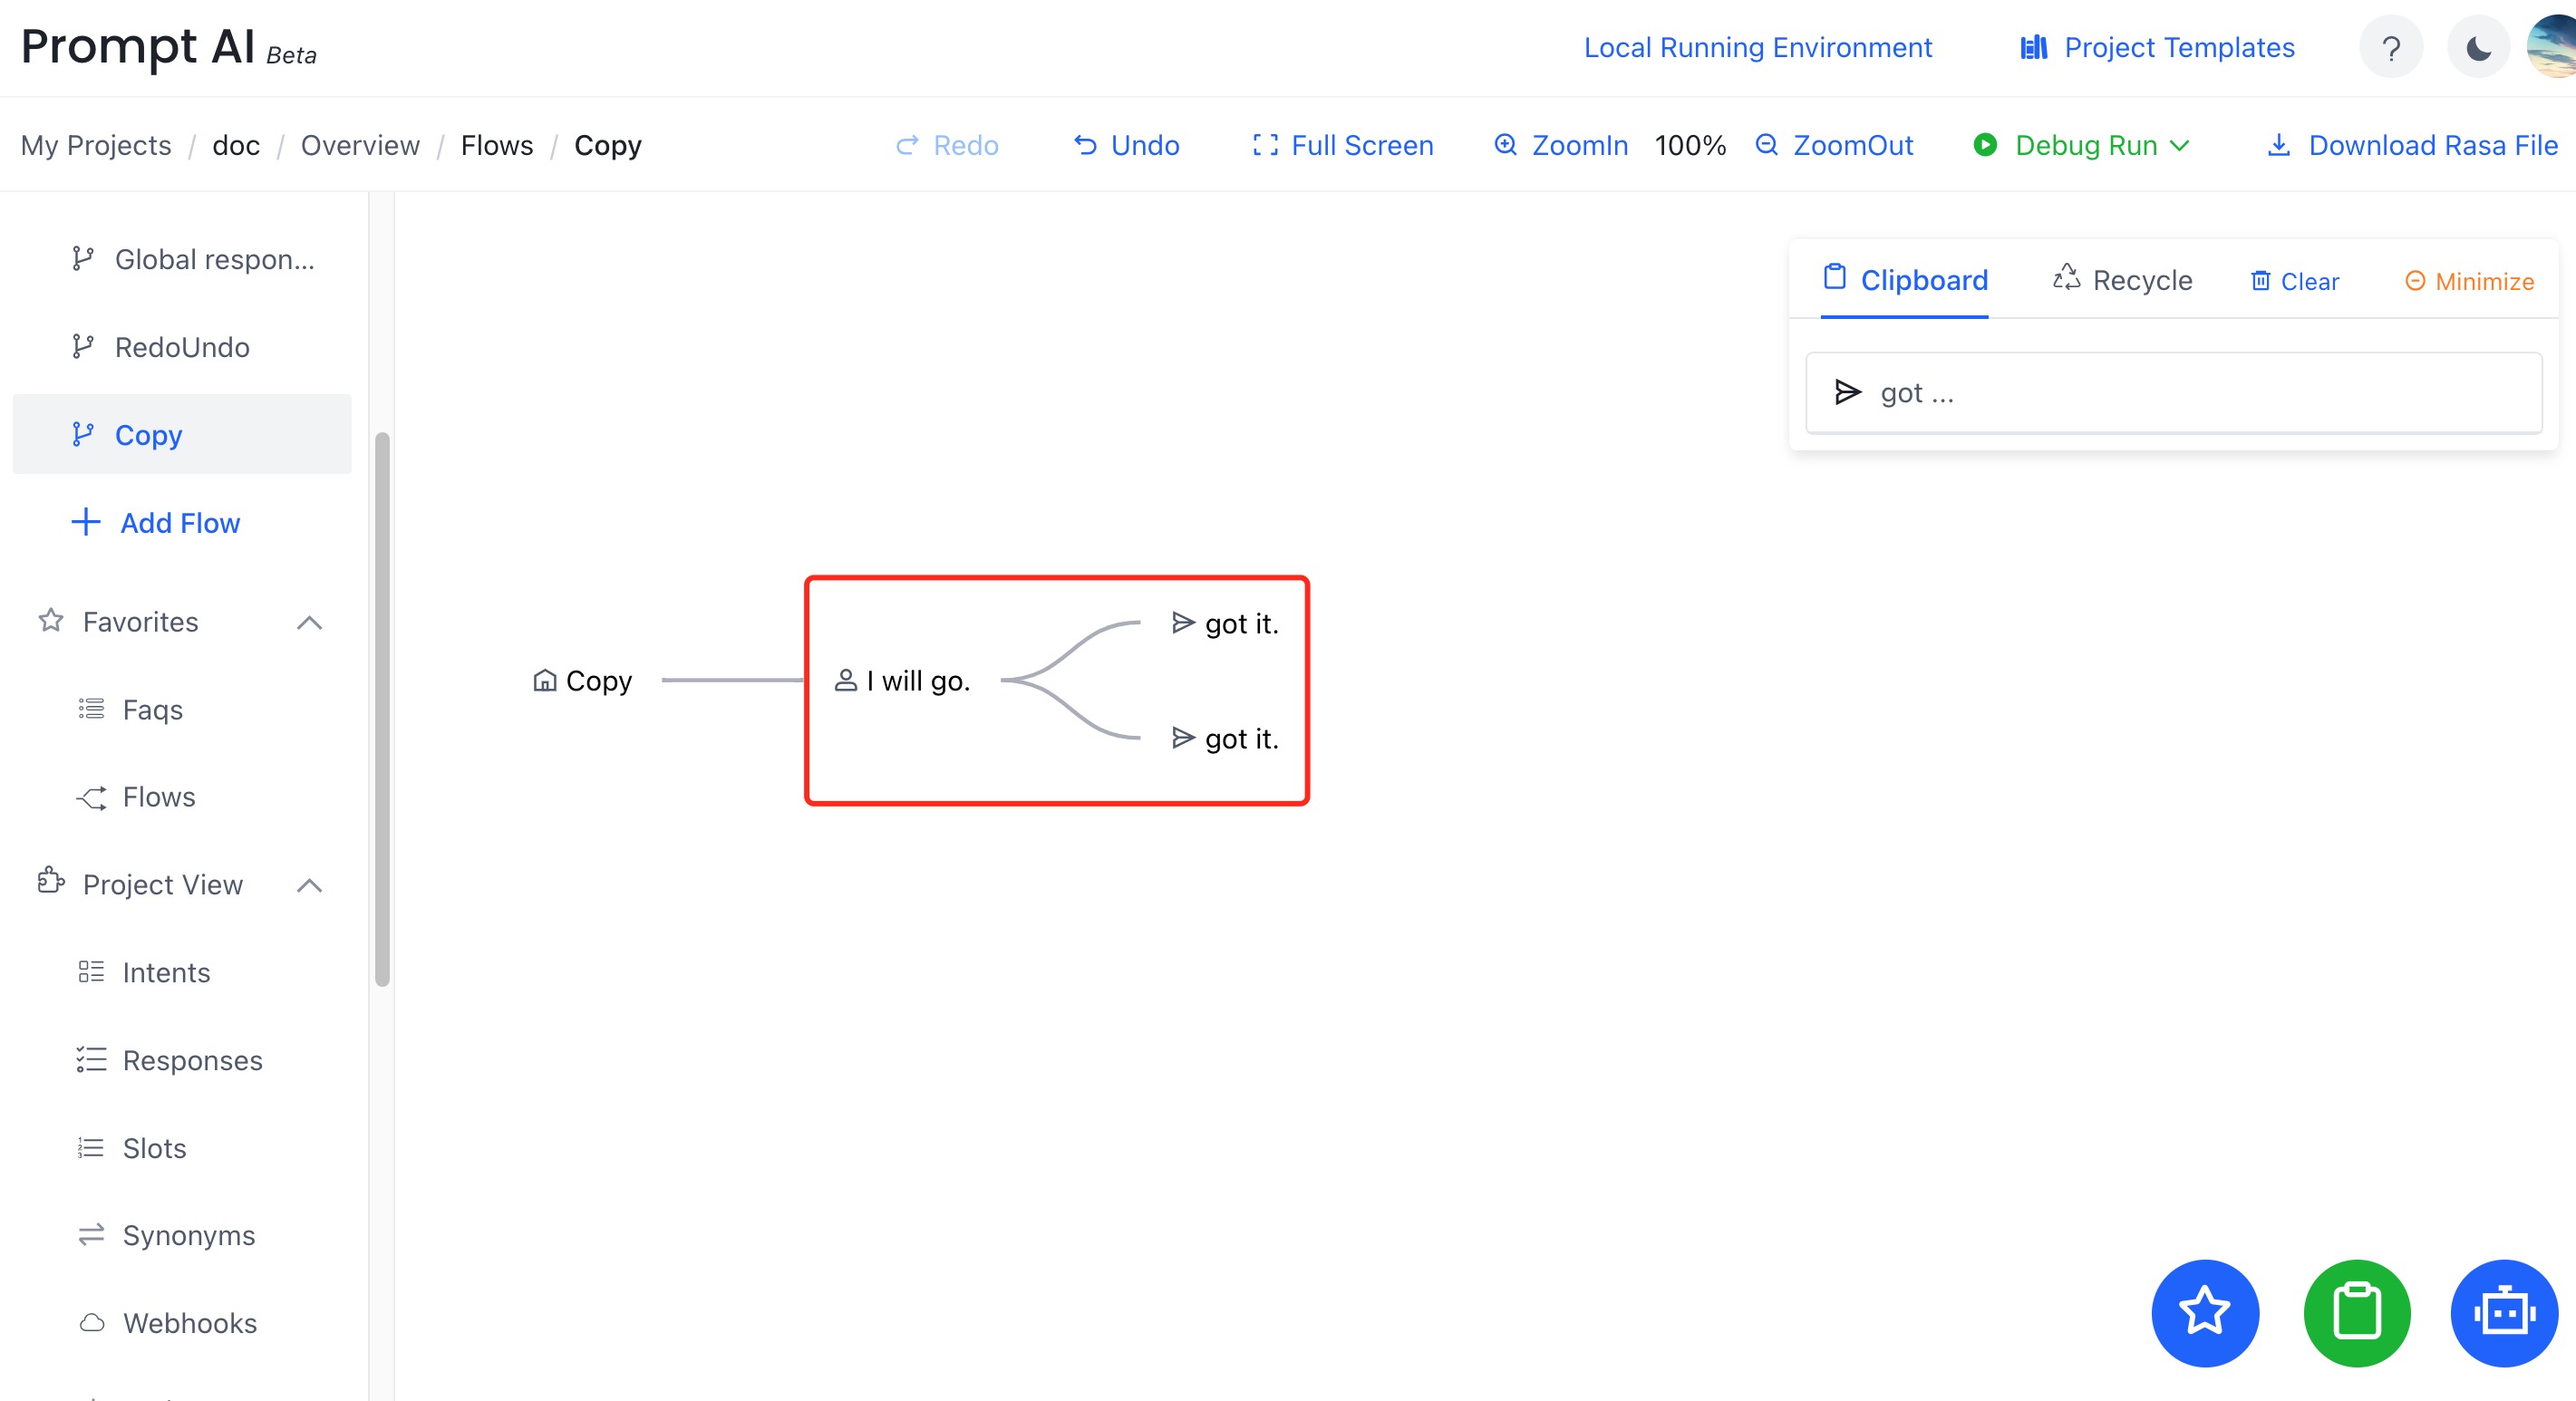 Prompt AI Beta
Local Running Environment
Project Templates
?
My Projects / doc / Overview / Flows / Copy
Redo
Undo
Full Screen
ZoomIn
100%
ZoomOut
Debug Run
Download Rasa File
Global respon...
RedoUndo
Copy
Add Flow
Favorites
Faqs
Flows
Project View
Intents
Responses
Slots
Synonyms
Webhooks
Copy
I will go.
got it.
got it.
Clipboard
Recycle
Clear
Minimize
got ...